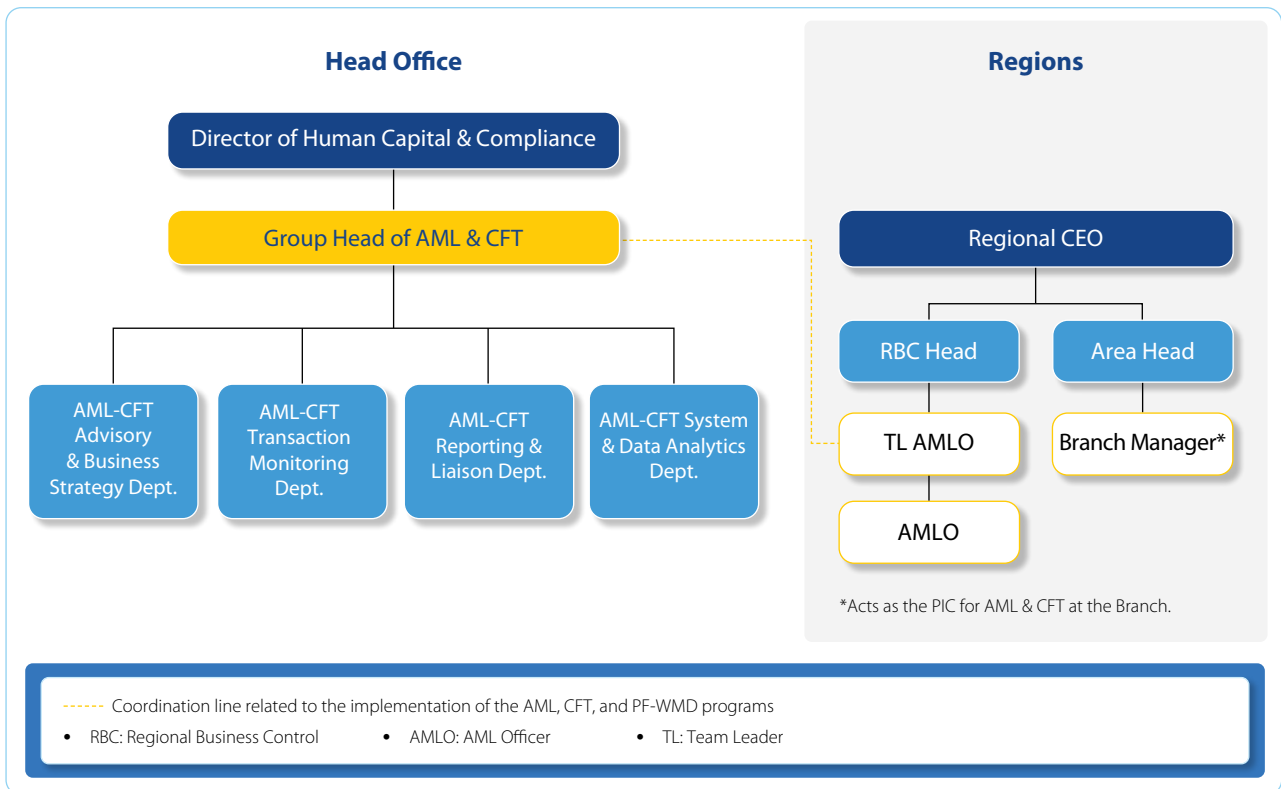 Head Office
Director of Human Capital & Compliance
Group Head of AML & CFT
AML-CFT
Advisory
& Business
Strategy Dept.
AML-CFT
Transaction
Monitoring
Dept.
AML-CFT
Reporting &
Liaison Dept.
AML-CFT System
& Data Analytics
Dept.
Regions
Regional CEO
RBC Head
Area Head
TL AMLO
Branch Manager*
AMLO
*Acts as the PIC for AML & CFT at the Branch.
Coordination line related to the implementation of the AML, CFT, and PF-WMD programs
• RBC: Regional Business Control • AMLO: AML Officer • TL: Team Leader